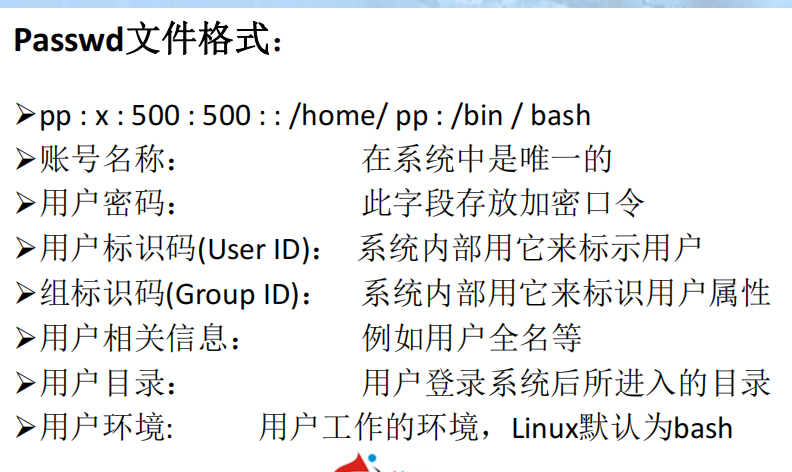 Passwd文件格式：
➢pp : x : 500 : 500 : : /home/ pp : /bin / bash
➢账号名称： 在系统中是唯一的
➢用户密码： 此字段存放加密口令
➢用户标识码(User ID)： 系统内部用它来标示用户
➢组标识码(Group ID)： 系统内部用它来标识用户属性
➢用户相关信息： 例如用户全名等
➢用户目录： 用户登录系统后所进入的目录
➢用户环境: 用户工作的环境，Linux默认为bash